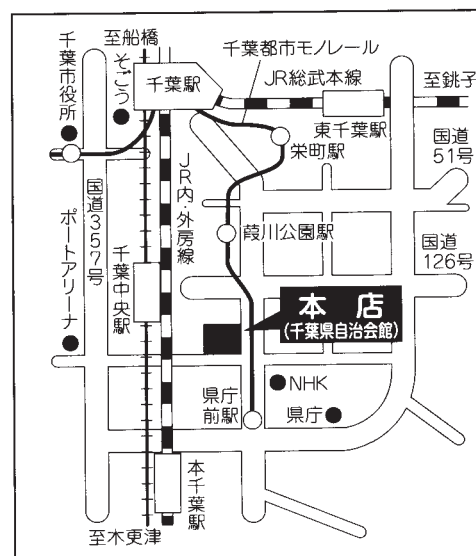 至船橋
千葉都市モノレール
千葉市役所
そごう
千葉駅
JR総武本線
至銚子
東千葉駅
栄町駅
国道
51号
国道357号
JR内・外房線
葭川公園駅
国道
126号
ポートアリーナ
千葉中央駅
本店
(千葉県自治会館)
NHK
県庁
前駅
県庁
本千葉駅
至木更津